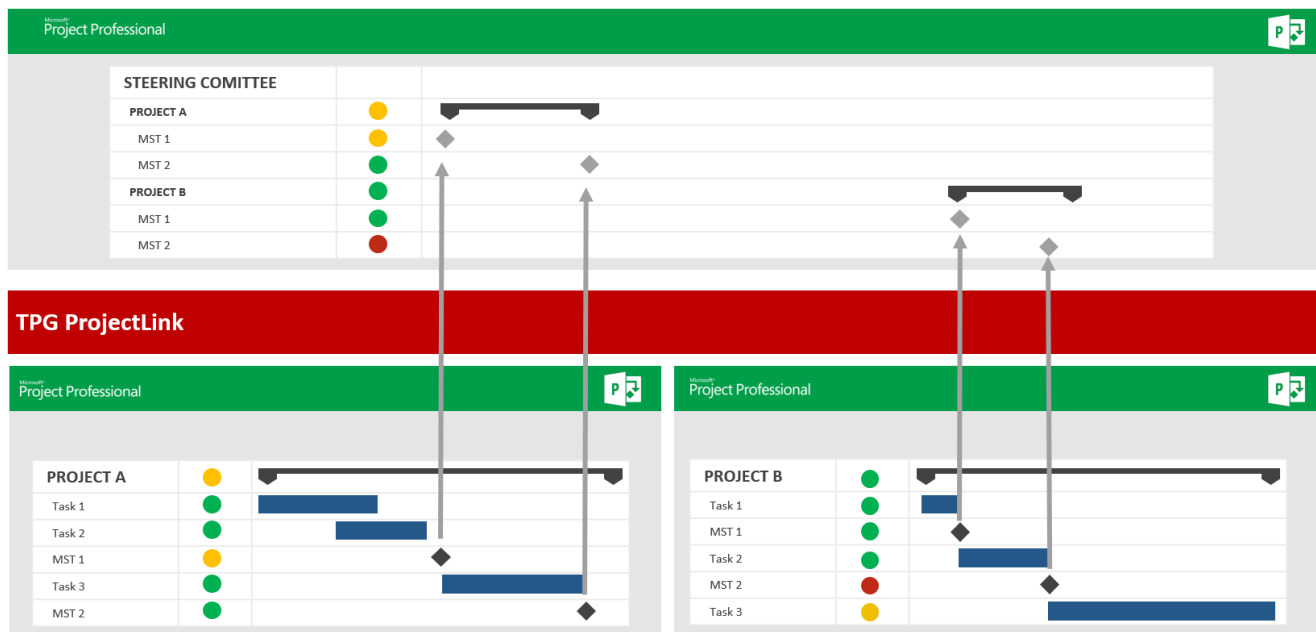 Microsoft®
Project Professional
P
STEERING COMITTEE
PROJECT A
MST 1
MST 2
PROJECT B
MST 1
MST 2
TPG ProjectLink
Microsoft®
Project Professional
P
PROJECT A
Task 1
Task 2
MST 1
Task 3
MST 2
Microsoft®
Project Professional
P
PROJECT B
Task 1
MST 1
Task 2
MST 2
Task 3